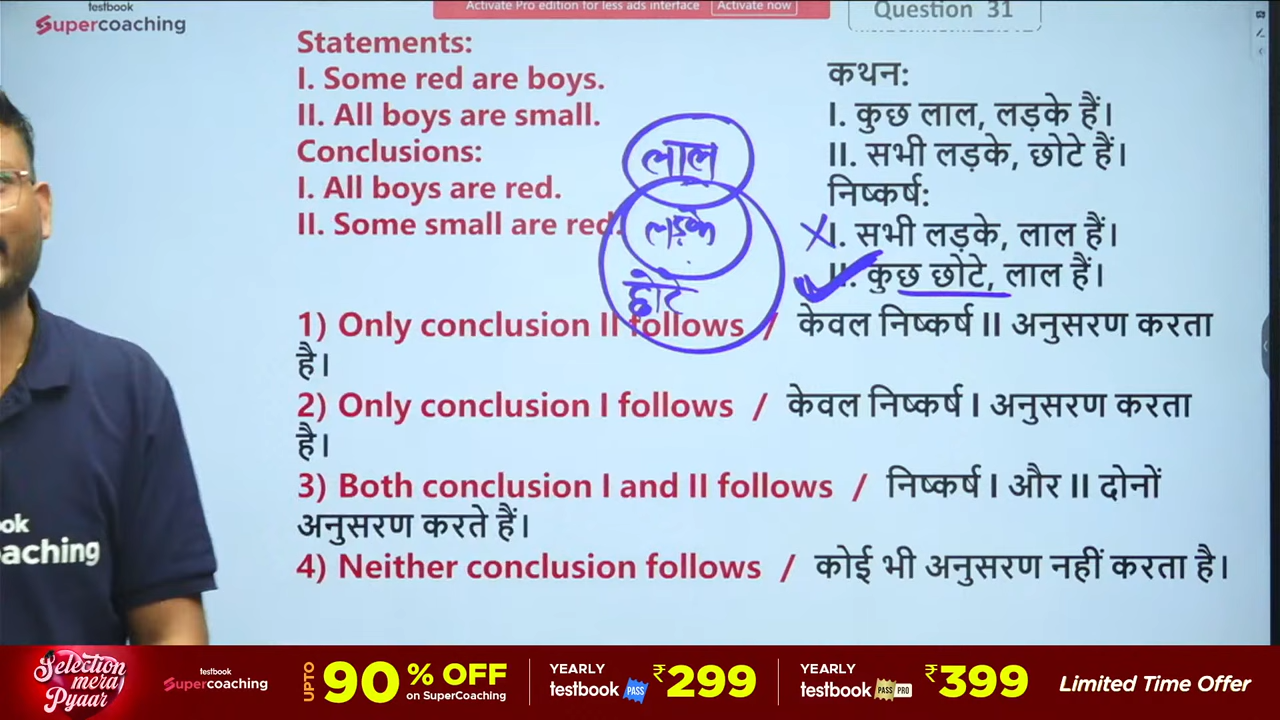 testbook
Supercoaching
Activate Pro edition for less ads interface
Activate now
Question 31
Statements:
I. Some red are boys.
II. All boys are small.
Conclusions:
I. All boys are red.
II. Some small are red.
लाल
लड़के
छोटे
कथन:
I. कुछ लाल, लड़के हैं।
II. सभी लड़के, छोटे हैं।
निष्कर्ष:
I. सभी लड़के, लाल हैं।
II. कुछ छोटे, लाल हैं।
1) Only conclusion II follows / केवल निष्कर्ष II अनुसरण करता
है।
2) Only conclusion I follows / केवल निष्कर्ष I अनुसरण करता
है।
3) Both conclusion I and II follows / निष्कर्ष I और II दोनों
अनुसरण करते हैं।
4) Neither conclusion follows / कोई भी अनुसरण नहीं करता है।
ook
aching
Selection
mera
Pyaar
testbook
Supercoaching
UPTO 90% OFF
on SuperCoaching
YEARLY
testbook PASS
₹299
YEARLY
testbook PASS PRO
₹399
Limited Time Offer